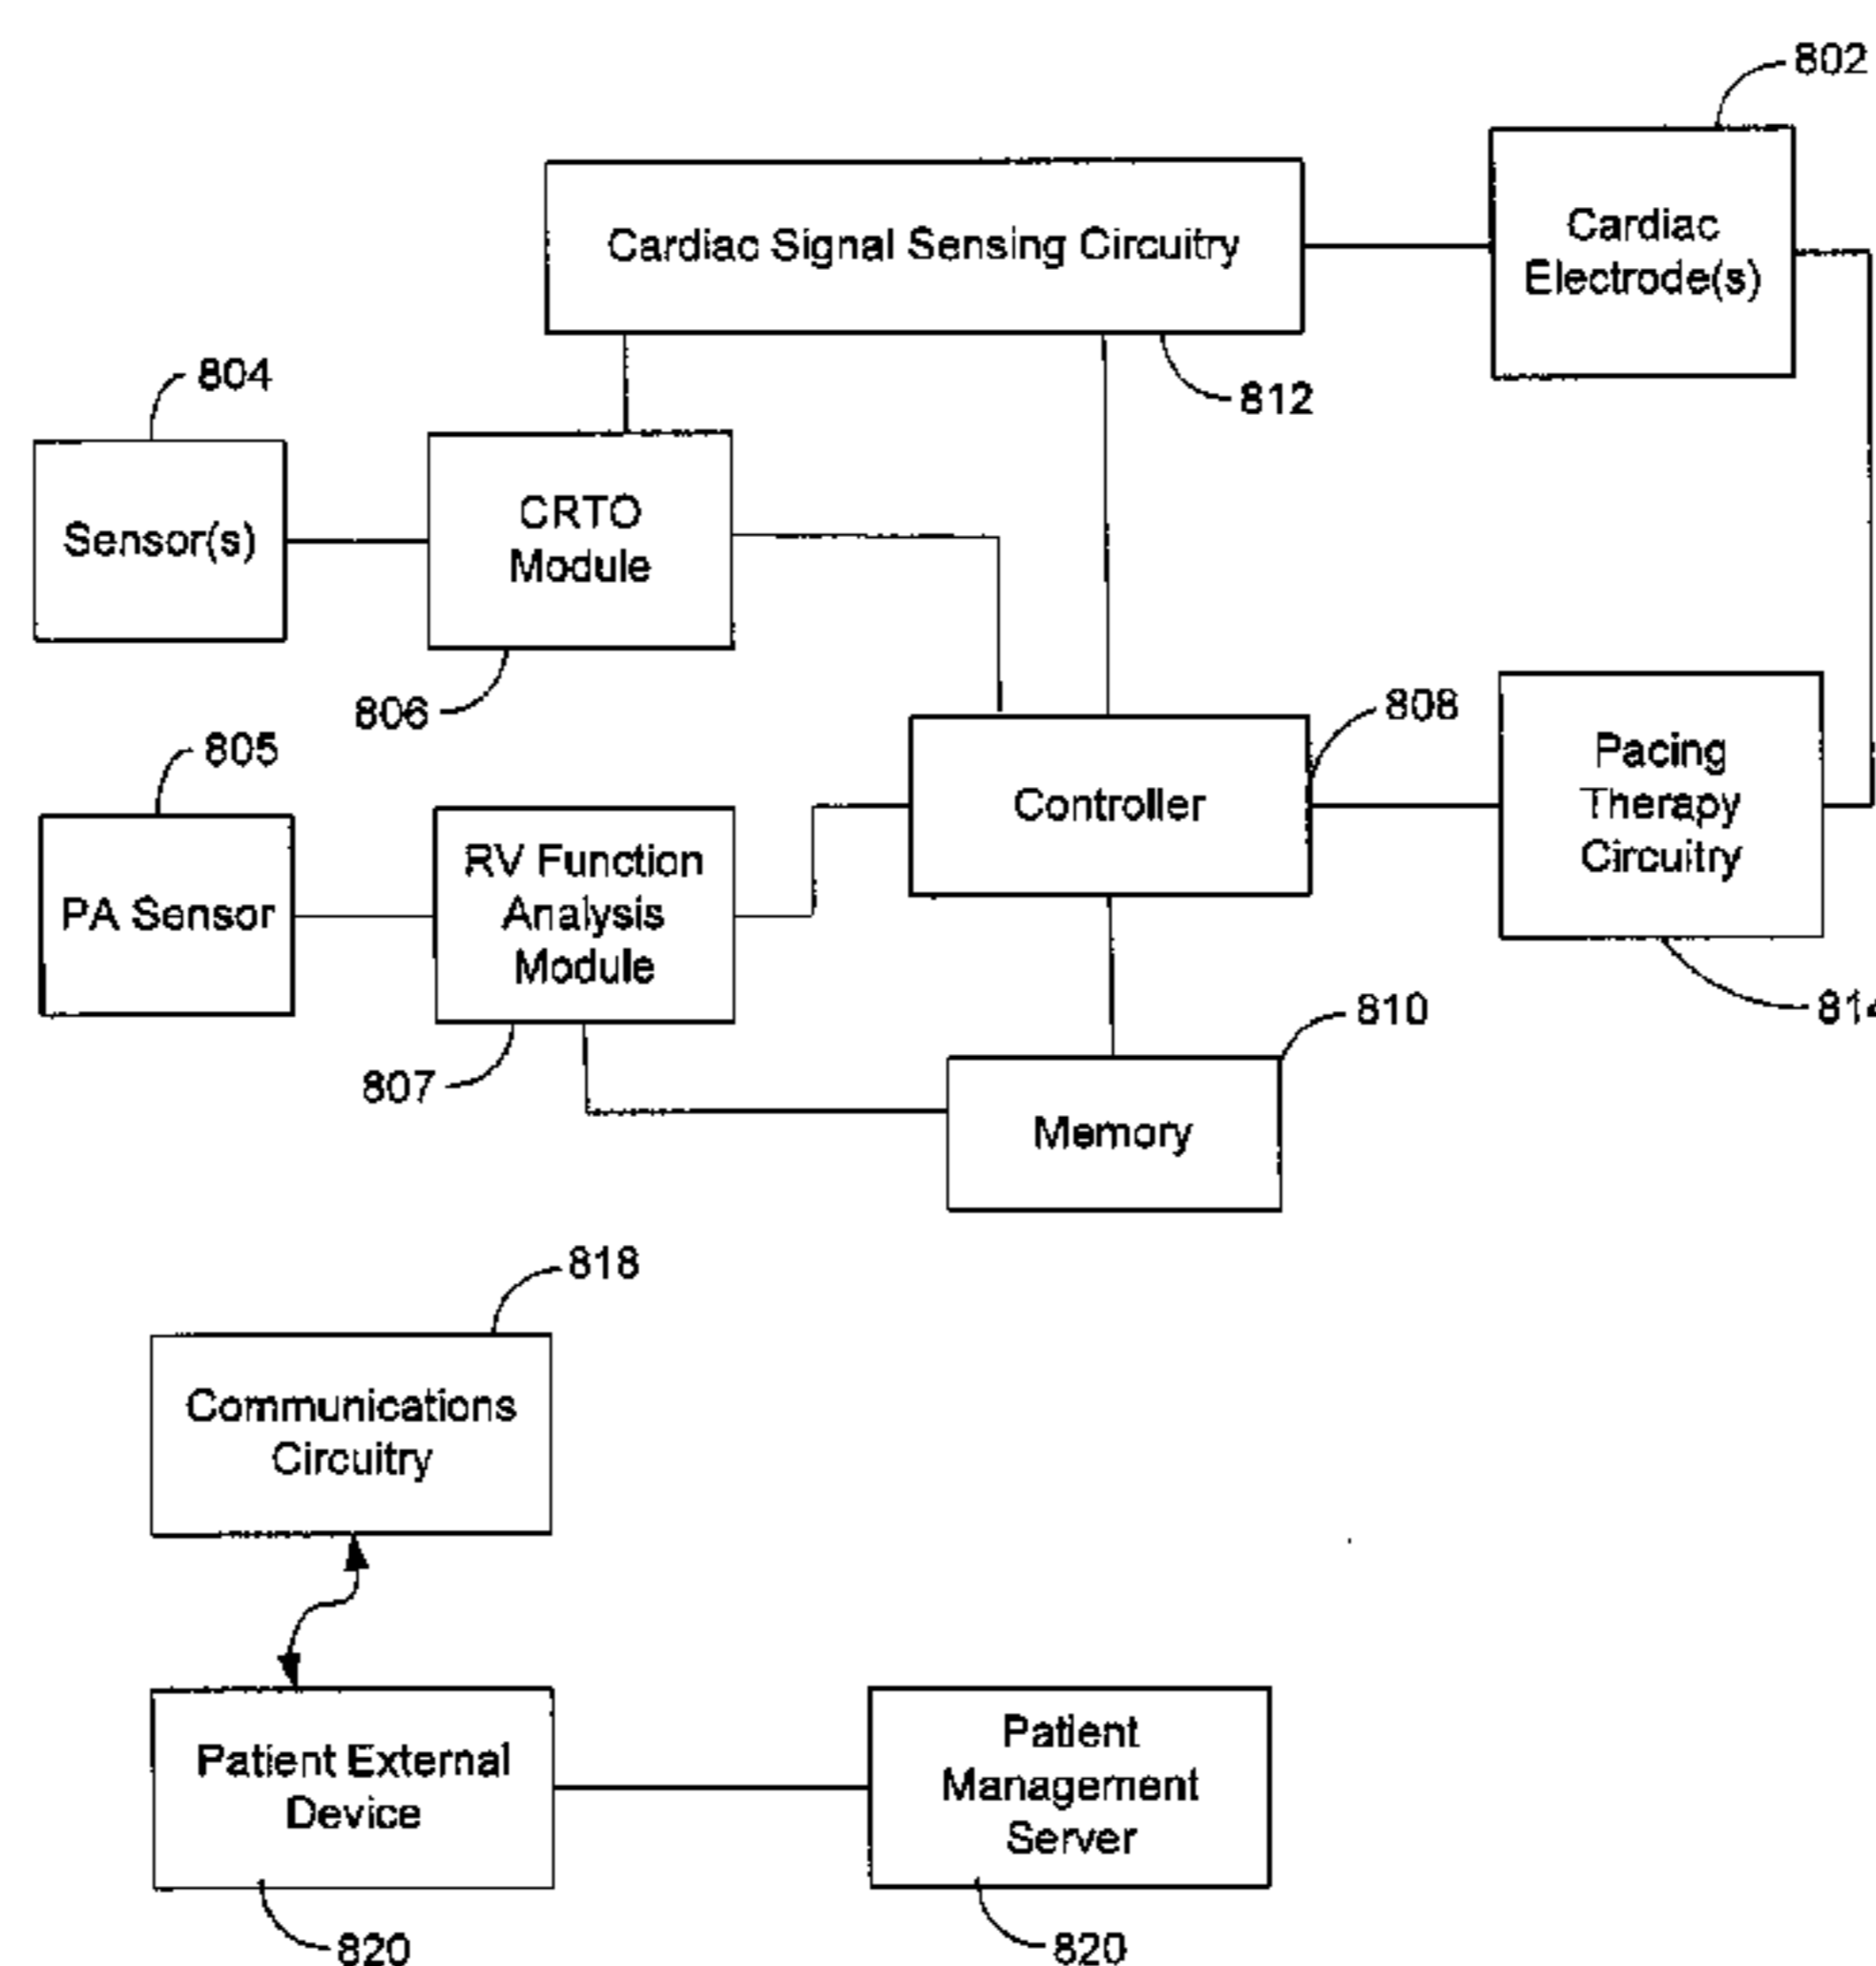 802
Cardiac Signal Sensing Circuitry
Cardiac
Electrode(s)
812
804
Sensor(s)
CRTO
Module
806
808
805
PA Sensor
RV Function
Analysis
Module
807
Controller
Pacing
Therapy
Circuitry
814
810
Memory
818
Communications
Circuitry
Patient External
Device
Patient
Management
Server
820
820